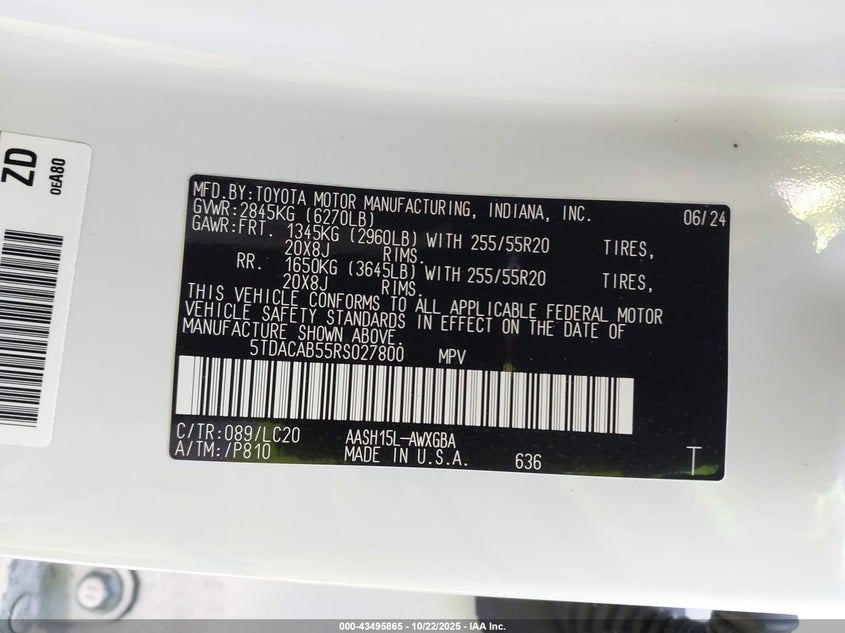 ZD
0EA80
MFD.BY:TOYOTA MOTOR MANUFACTURING, INDIANA, INC. 06/24
GVWR:2845KG (6270LB)
GAWR:FRT. 1345KG (2960LB) WITH 255/55R20 TIRES,
20X8J RIMS.
RR. 1650KG (3645LB) WITH 255/55R20 TIRES,
20X8J RIMS.
THIS VEHICLE CONFORMS TO ALL APPLICABLE FEDERAL MOTOR
VEHICLE SAFETY STANDARDS IN EFFECT ON THE DATE OF
MANUFACTURE SHOWN ABOVE.
5TDACAB55RS027800 MPV
C/TR:089/LC20 AASH15L-AWXGBA
A/TM:/P810 MADE IN U.S.A. 636 T
000-43495865 - 10/22/2025 - IAA Inc.